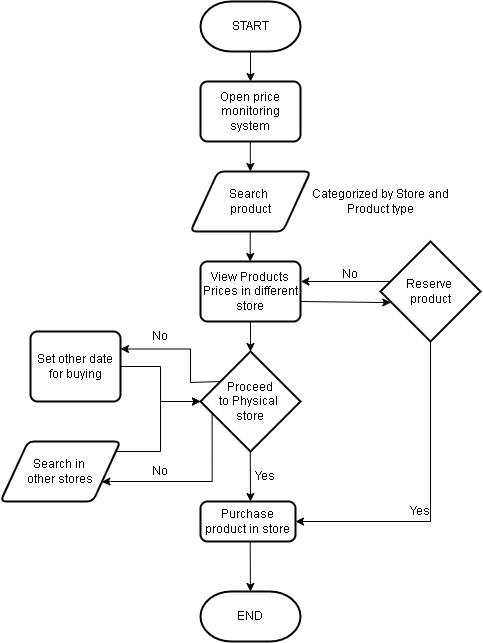 START
Open price
monitoring
system
Search
product
Categorized by Store and
Product type
View Products
Prices in different
store
No
Reserve
product
No
Set other date
for buying
Proceed
to Physical
store
Search in
other stores
No
Yes
Purchase
product in store
Yes
END